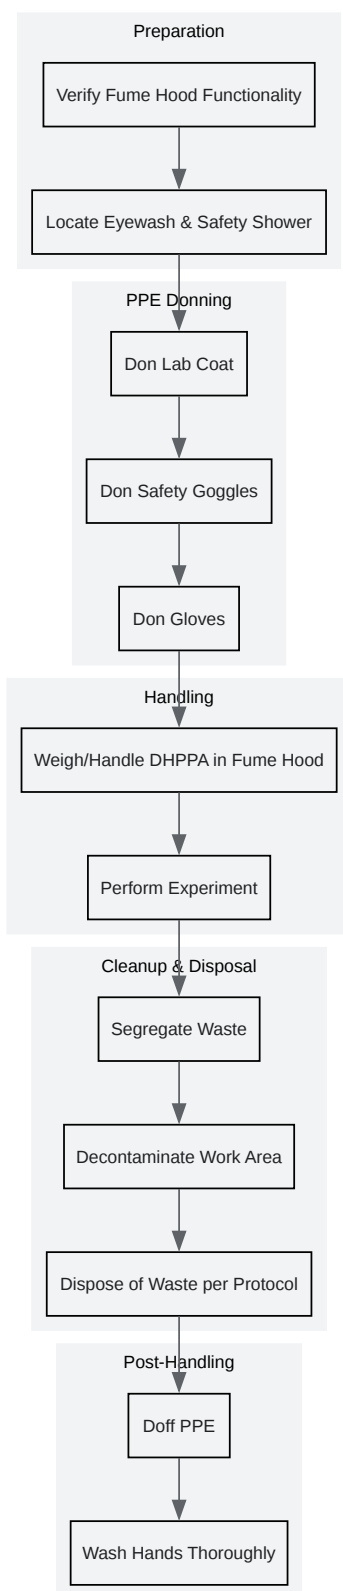 Preparation
Verify Fume Hood Functionality
Locate Eyewash & Safety Shower
PPE Donning
Don Lab Coat
Don Safety Goggles
Don Gloves
Handling
Weigh/Handle DHPPA in Fume Hood
Perform Experiment
Cleanup & Disposal
Segregate Waste
Decontaminate Work Area
Dispose of Waste per Protocol
Post-Handling
Doff PPE
Wash Hands Thoroughly